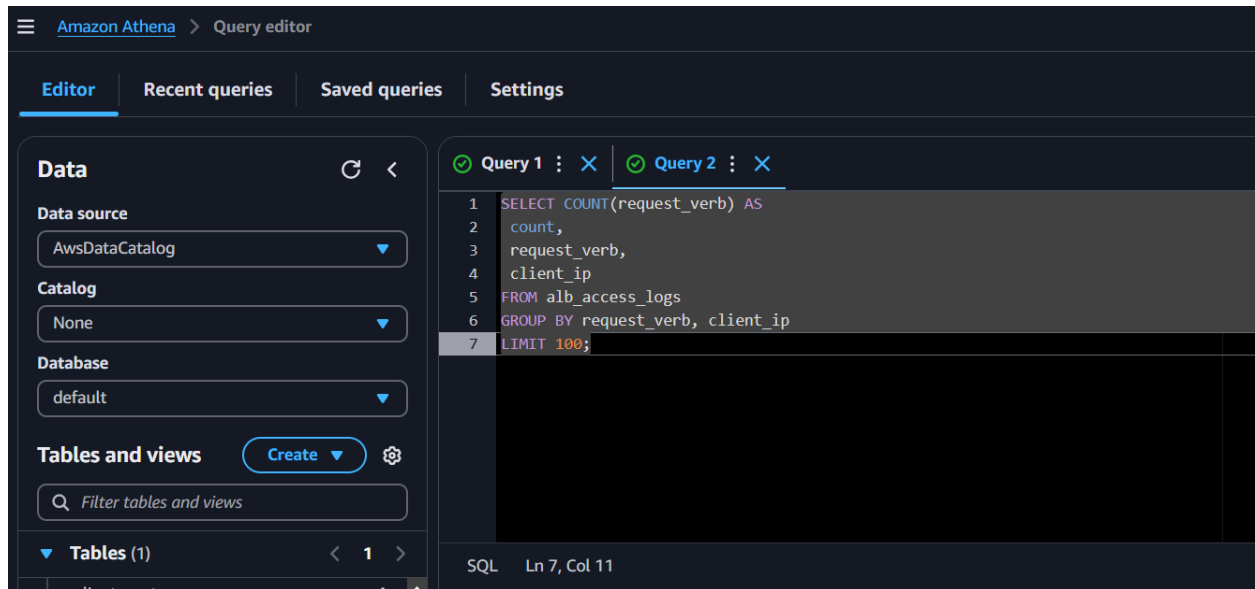 Amazon Athena > Query editor
Editor Recent queries Saved queries Settings
Data
Data source
AwsDataCatalog
Catalog
None
Database
default
Tables and views Create
Filter tables and views
Tables (1) < 1 >
Query 1 Query 2
1 SELECT COUNT(request_verb) AS
2 count,
3 request_verb,
4 client_ip
5 FROM alb_access_logs
6 GROUP BY request_verb, client_ip
7 LIMIT 100;
SQL Ln 7, Col 11